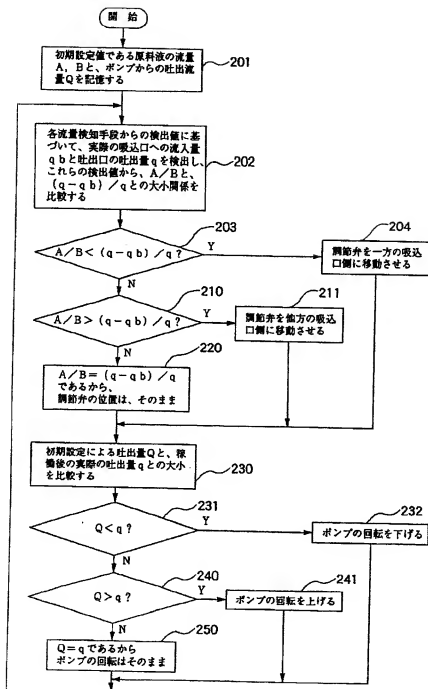 開始
初期設定値である原料液の流量
A,Bと、ポンプからの吐出流
量Qを記憶する
201
各流量検知手段からの検出値に基
づいて、実際の吸込口への流入量
qbと吐出口の吐出量qを検出し、
これらの検出値から、A/Bと、
(q-qb)/qとの大小関係を
比較する
202
203
A/B<(q-qb)/q?
Y
N
204
調節弁を一方の吸込
口側に移動させる
210
A/B>(q-qb)/q?
Y
N
211
調節弁を他方の吸込
口側に移動させる
220
A/B=(q-qb)/q
であるから、
調節弁の位置は、そのまま
初期設定による吐出量Qと、稼
働後の実際の吐出量qとの大小
を比較する
230
231
Q<q?
Y
N
232
ポンプの回転を下げる
240
Q>q?
Y
N
241
ポンプの回転を上げる
250
Q=qであるから
ポンプの回転はそのまま